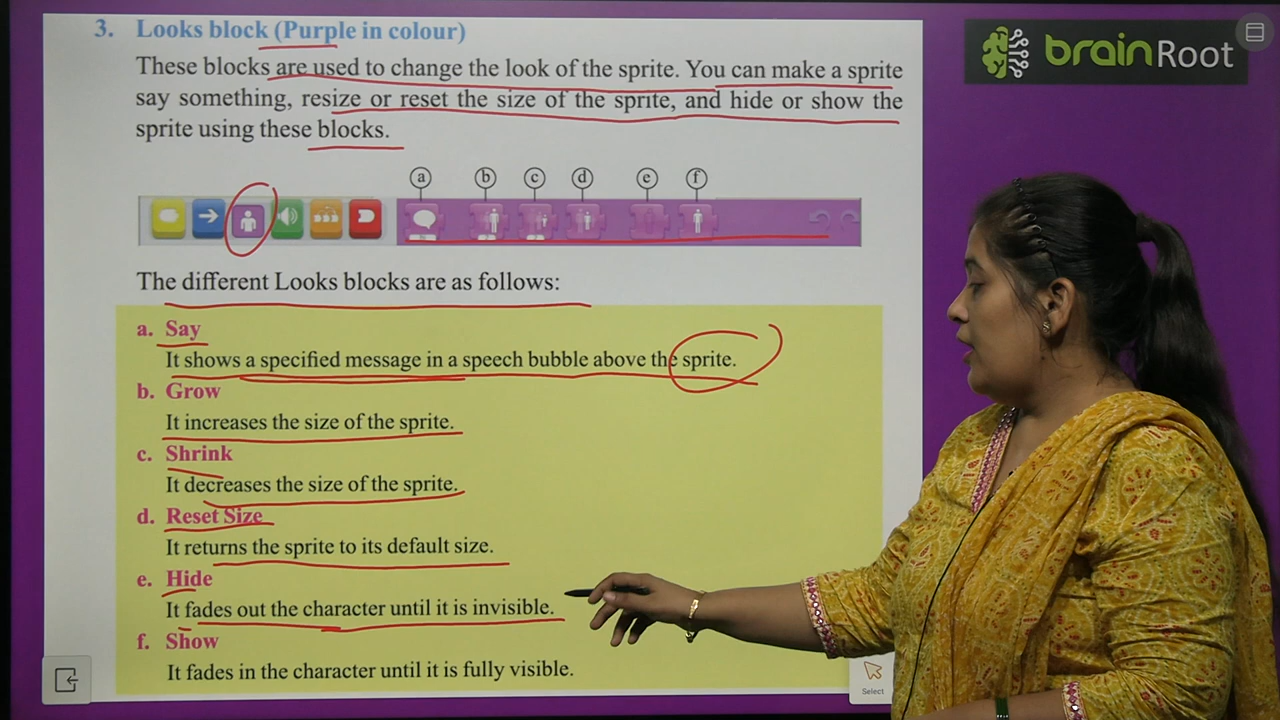 3. Looks block (Purple in colour)
These blocks are used to change the look of the sprite. You can make a sprite
say something, resize or reset the size of the sprite, and hide or show the
sprite using these blocks.
a b c d e f
The different Looks blocks are as follows:
a. Say
It shows a specified message in a speech bubble above the sprite.
b. Grow
It increases the size of the sprite.
c. Shrink
It decreases the size of the sprite.
d. Reset Size
It returns the sprite to its default size.
e. Hide
It fades out the character until it is invisible.
f. Show
It fades in the character until it is fully visible.
brainRoot
Select